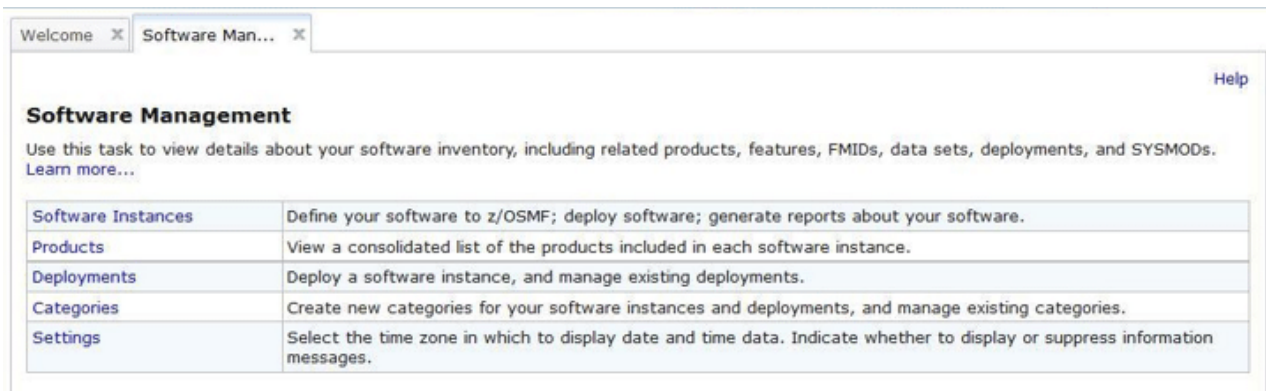 Welcome X Software Man... X
Help
Software Management
Use this task to view details about your software inventory, including related products, features, FMIDs, data sets, deployments, and SYSMODs.
Learn more...
Software Instances Define your software to z/OSMF; deploy software; generate reports about your software.
Products View a consolidated list of the products included in each software instance.
Deployments Deploy a software instance, and manage existing deployments.
Categories Create new categories for your software instances and deployments, and manage existing categories.
Settings Select the time zone in which to display date and time data. Indicate whether to display or suppress information
messages.